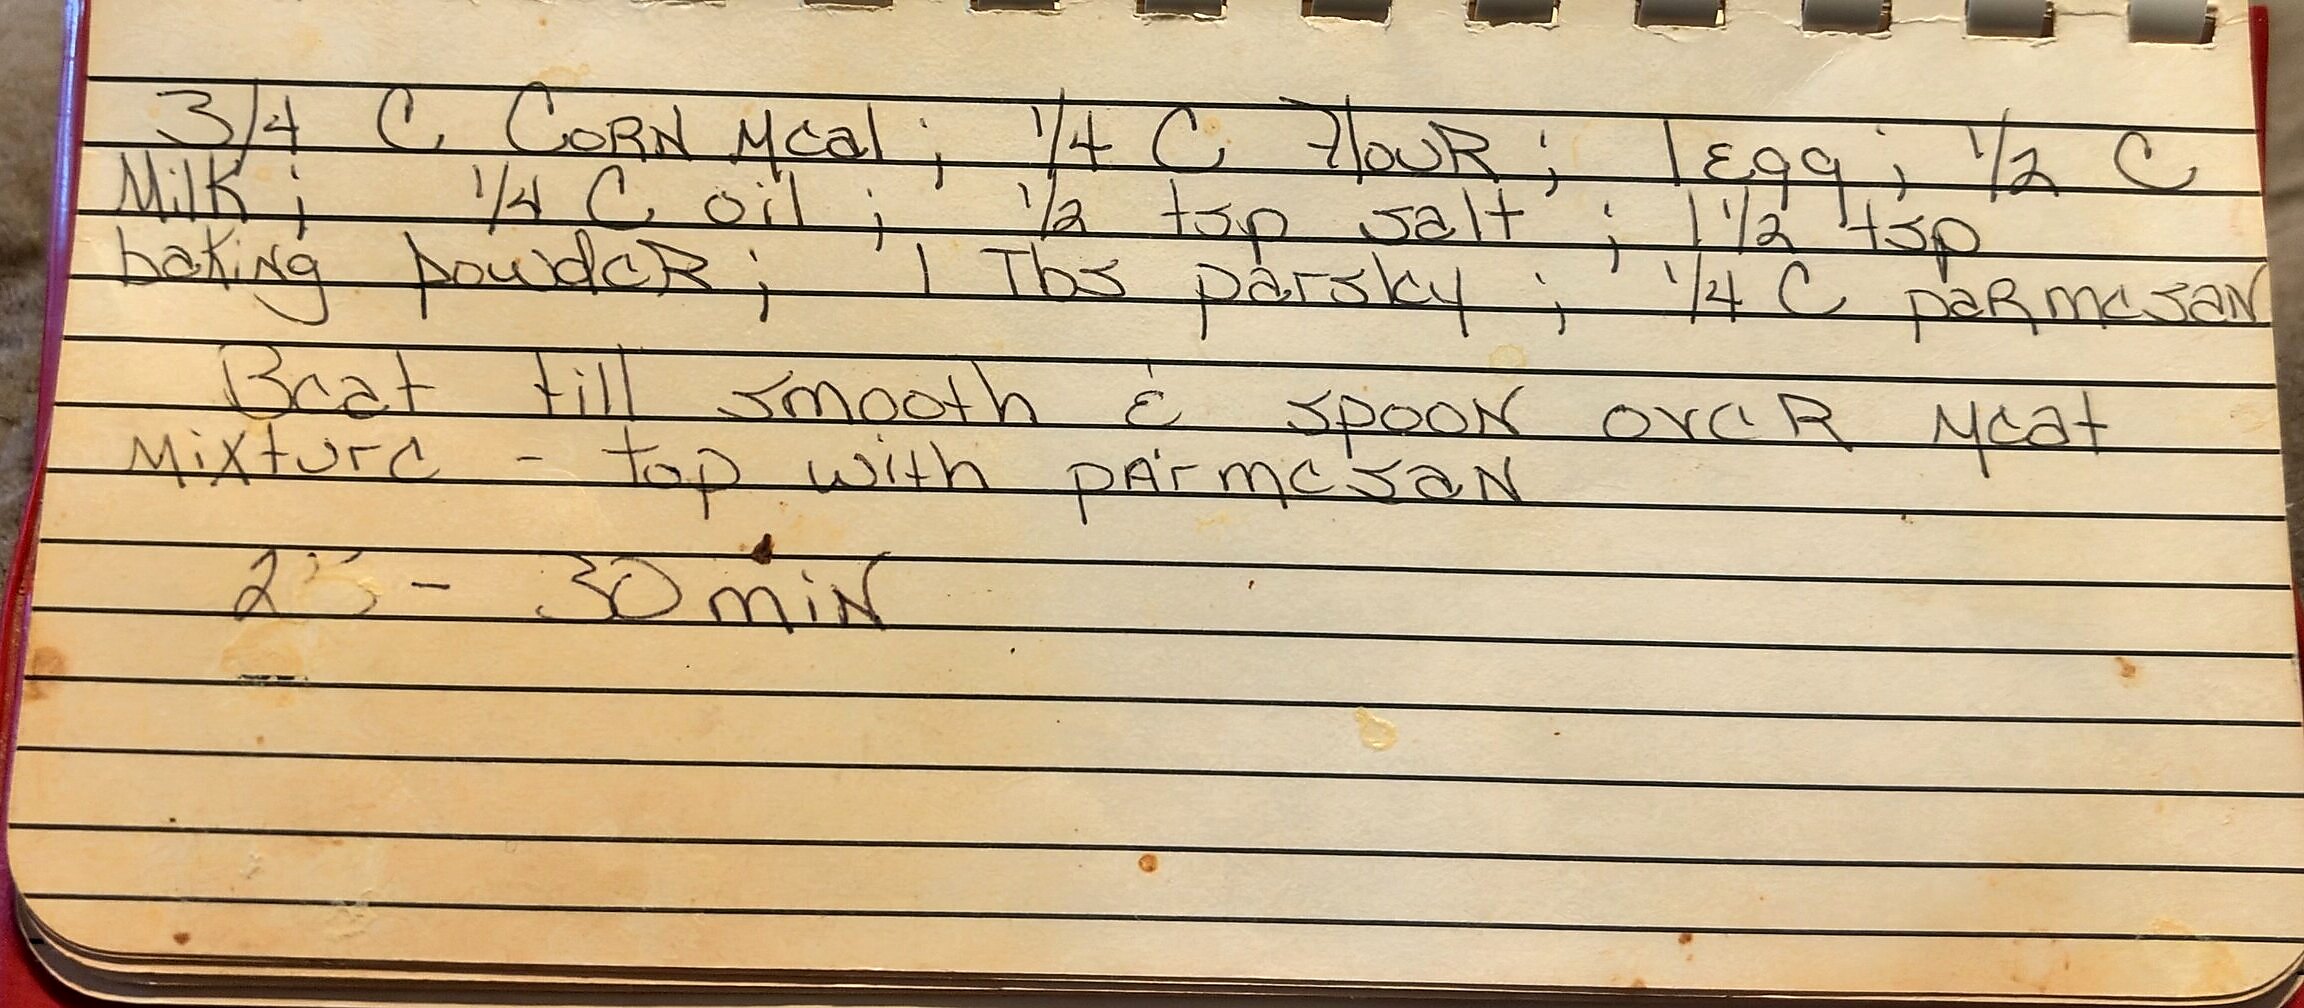 3/4 C Corn Meal; 1/4 C Flour; 1 Egg; 1/2 C
Milk; 1/4 C oil; 1/2 tsp salt; 1 1/2 tsp
baking powder; 1 Tbs parsley; 1/4 C parmesan
Beat till smooth & spoon over Meat
Mixture - top with parmesan
25 - 30 min